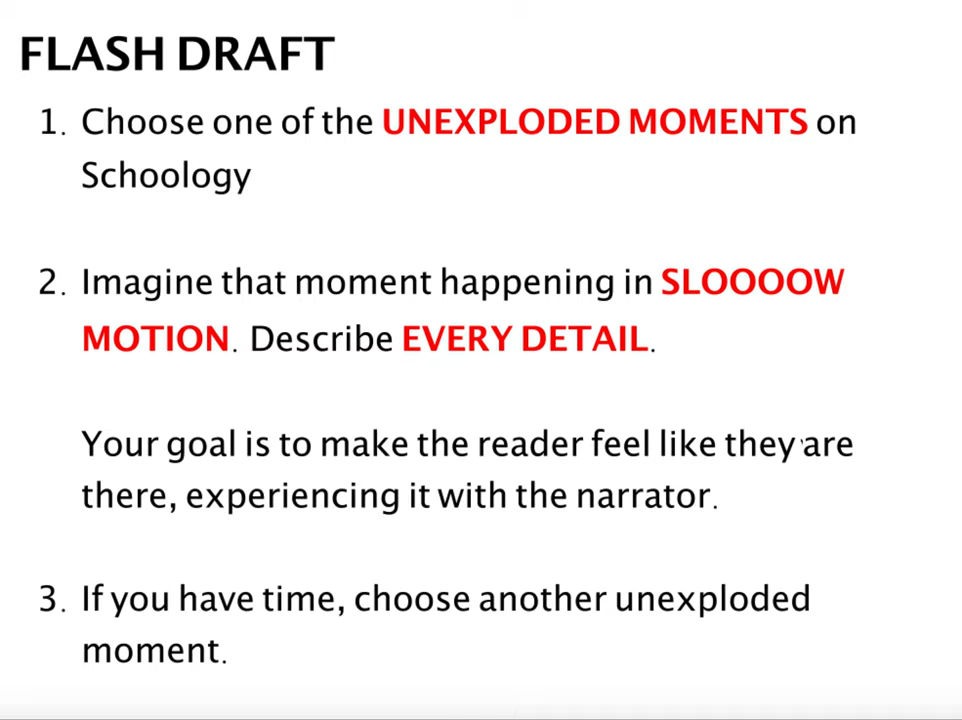 FLASH DRAFT
1. Choose one of the UNEXPLODED MOMENTS on
Schoology
2. Imagine that moment happening in SLOOOOW
MOTION. Describe EVERY DETAIL.
Your goal is to make the reader feel like they are
there, experiencing it with the narrator.
3. If you have time, choose another unexploded
moment.